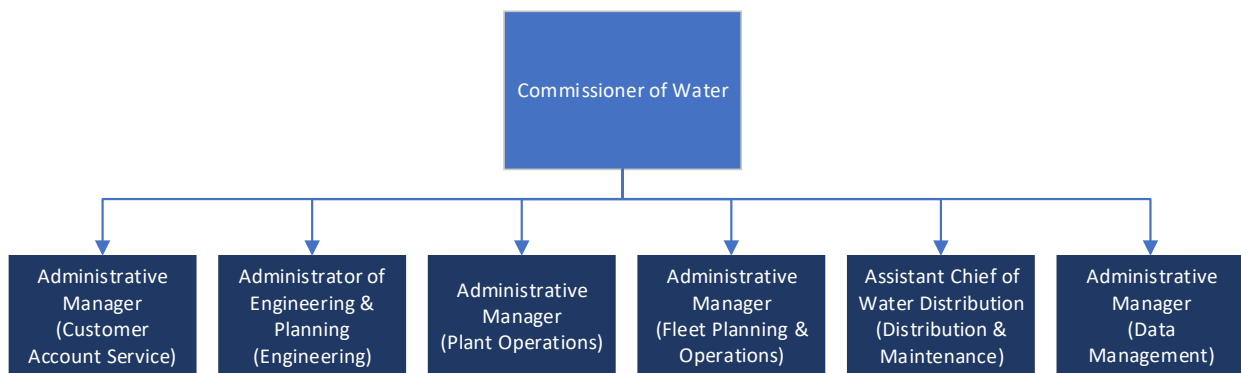 Commissioner of Water
Administrative
Manager
(Customer
Account Service)
Administrator of
Engineering &
Planning
(Engineering)
Administrative
Manager
(Plant Operations)
Administrative
Manager
(Fleet Planning &
Operations)
Assistant Chief of
Water Distribution
(Distribution &
Maintenance)
Administrative
Manager
(Data
Management)